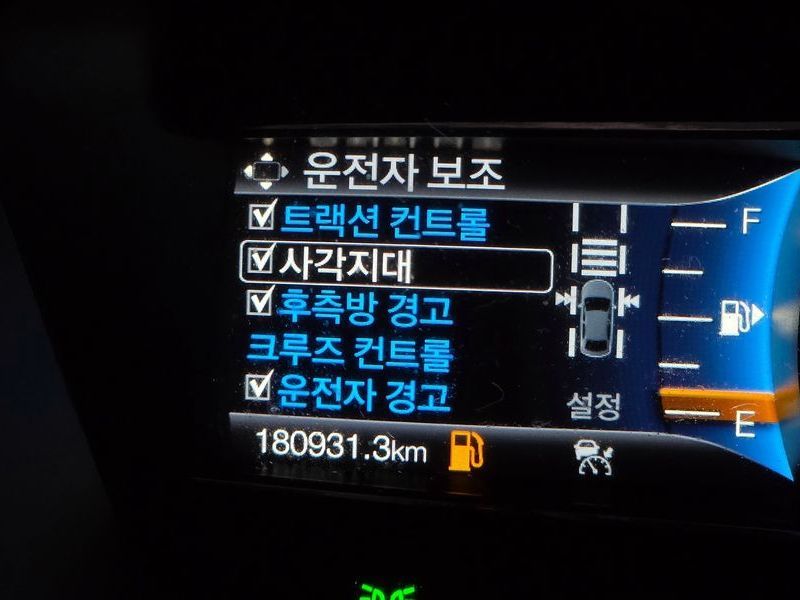 운전자 보조
트랙션 컨트롤
사각지대
후측방 경고
크루즈 컨트롤
운전자 경고
설정
180931.3km
F
E